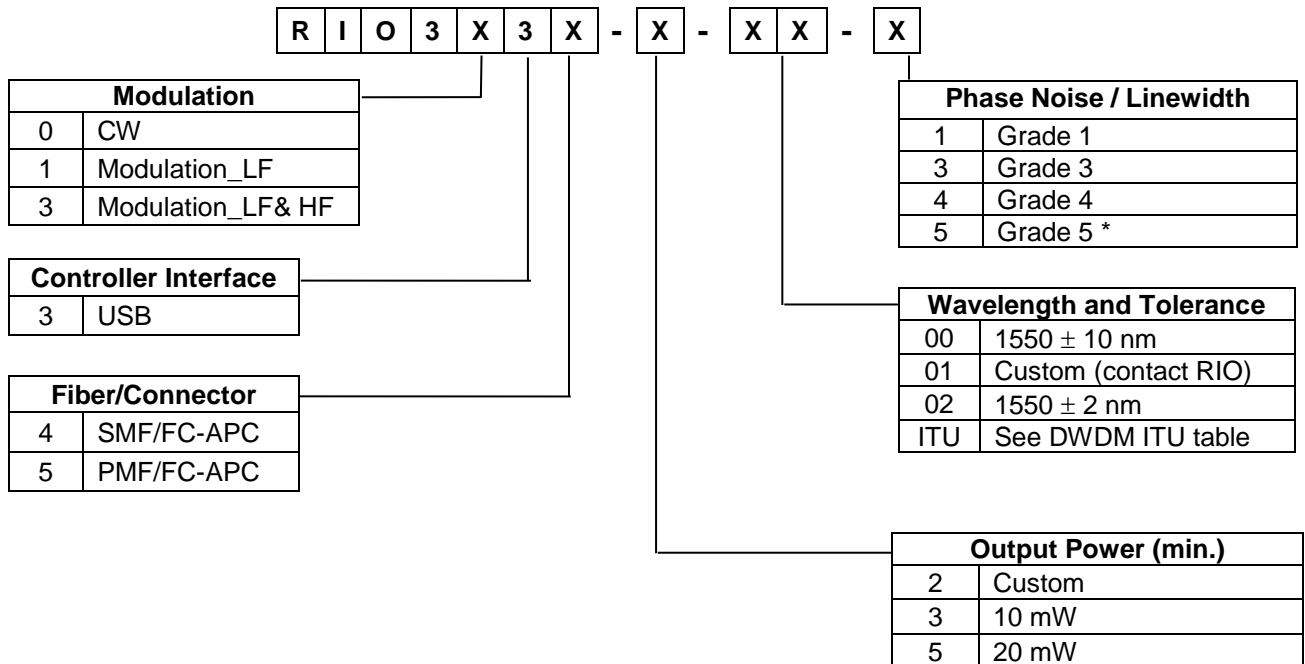 R I O 3 X 3 X - X - X X - X
Modulation
0 CW
1 Modulation_LF
3 Modulation_LF& HF
Controller Interface
3 USB
Fiber/Connector
4 SMF/FC-APC
5 PMF/FC-APC
Phase Noise / Linewidth
1 Grade 1
3 Grade 3
4 Grade 4
5 Grade 5 *
Wavelength and Tolerance
00 1550 ± 10 nm
01 Custom (contact RIO)
02 1550 ± 2 nm
ITU See DWDM ITU table
Output Power (min.)
2 Custom
3 10 mW
5 20 mW